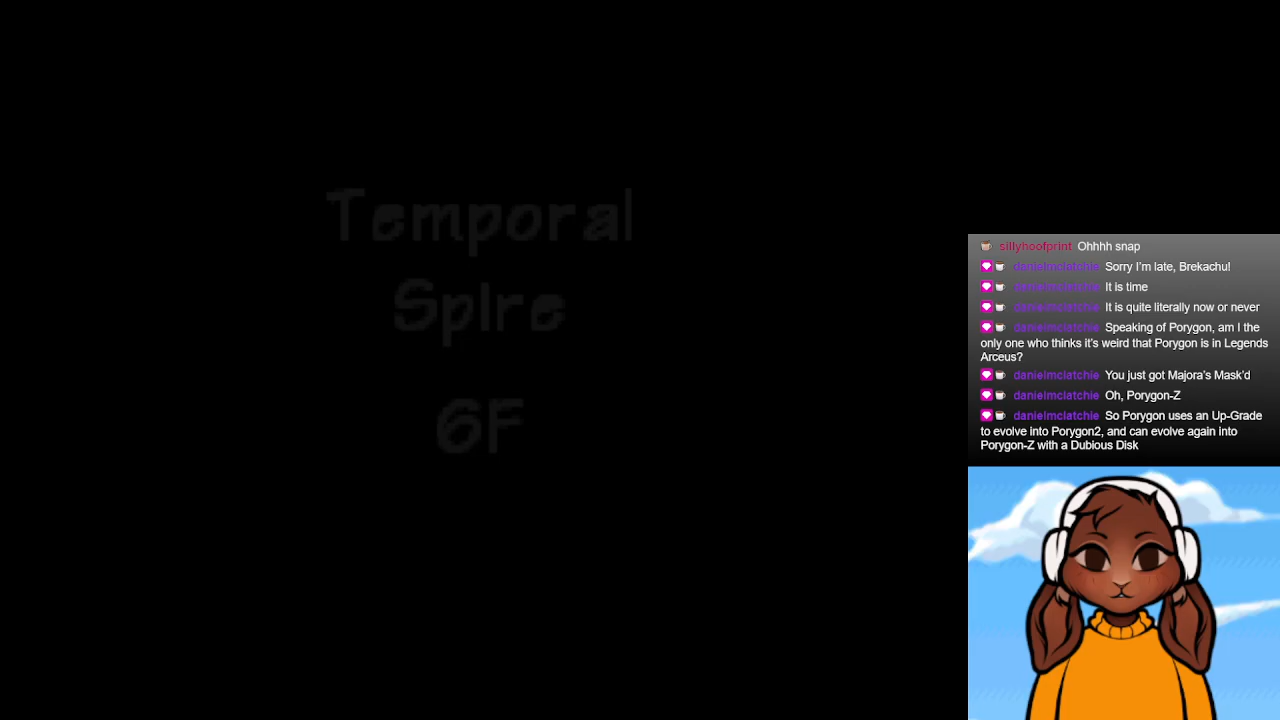 Temporal
Spire
6F
sillyhoofprint Ohhhh snap
danielmclatchie Sorry I'm late, Brekachu!
danielmclatchie It is time
danielmclatchie It is quite literally now or never
danielmclatchie Speaking of Porygon, am I the
only one who thinks it's weird that Porygon is in Legends
Arceus?
danielmclatchie You just got Majora's Mask'd
danielmclatchie Oh, Porygon-Z
danielmclatchie So Porygon uses an Up-Grade
to evolve into Porygon2, and can evolve again into
Porygon-Z with a Dubious Disk